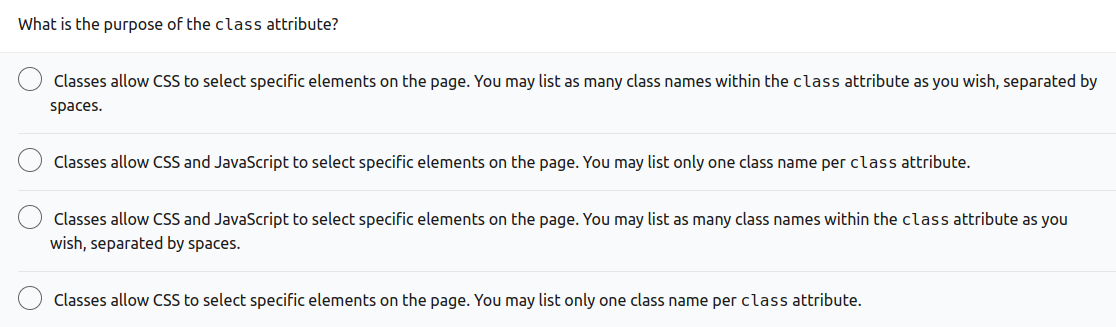 What is the purpose of the class attribute?
Classes allow CSS to select specific elements on the page. You may list as many class names within the class attribute as you wish, separated by
spaces.
Classes allow CSS and JavaScript to select specific elements on the page. You may list only one class name per class attribute.
Classes allow CSS and JavaScript to select specific elements on the page. You may list as many class names within the class attribute as you
wish, separated by spaces.
Classes allow CSS to select specific elements on the page. You may list only one class name per class attribute.